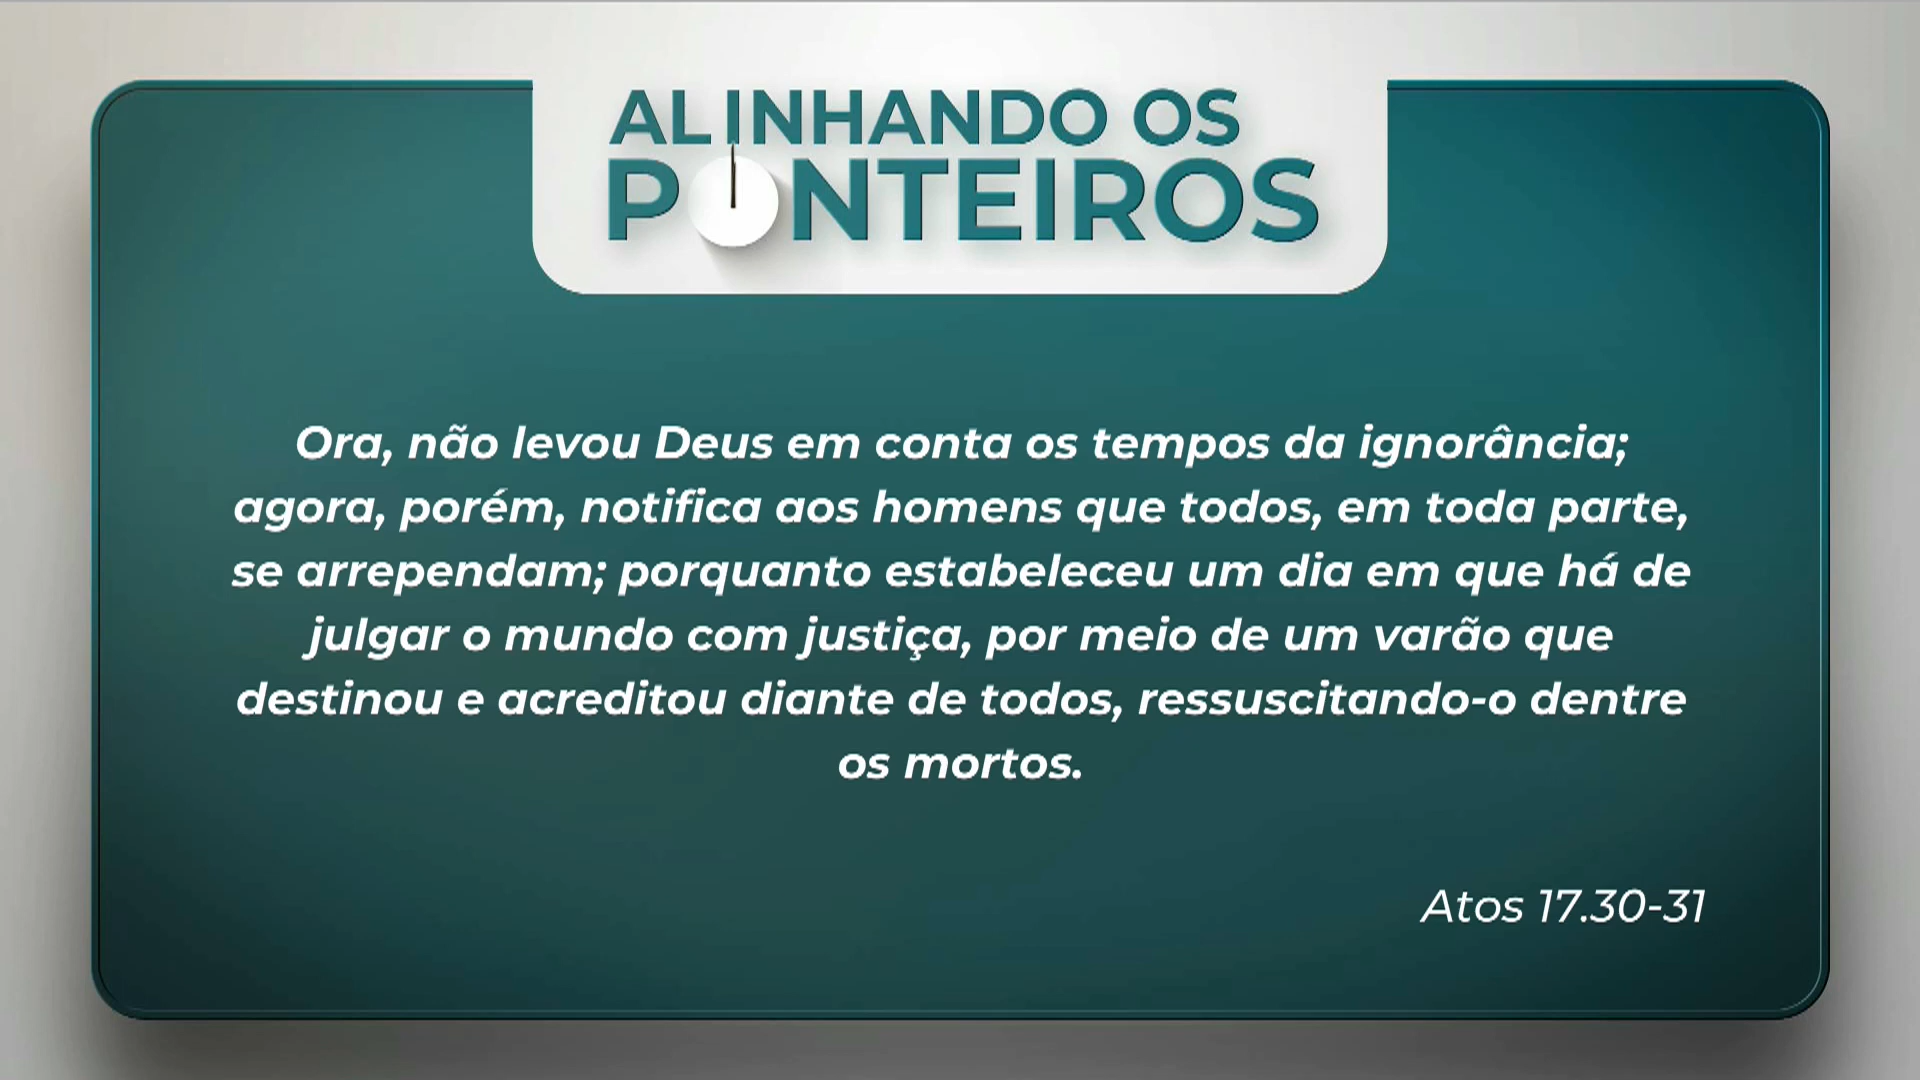 ALINHANDO OS
PONTEIROS
Ora, não levou Deus em conta os tempos da ignorância;
agora, porém, notifica aos homens que todos, em toda parte,
se arrependam; porquanto estabeleceu um dia em que há de
julgar o mundo com justiça, por meio de um varão que
destinou e acreditou diante de todos, ressuscitando-o dentre
os mortos.
Atos 17.30-31